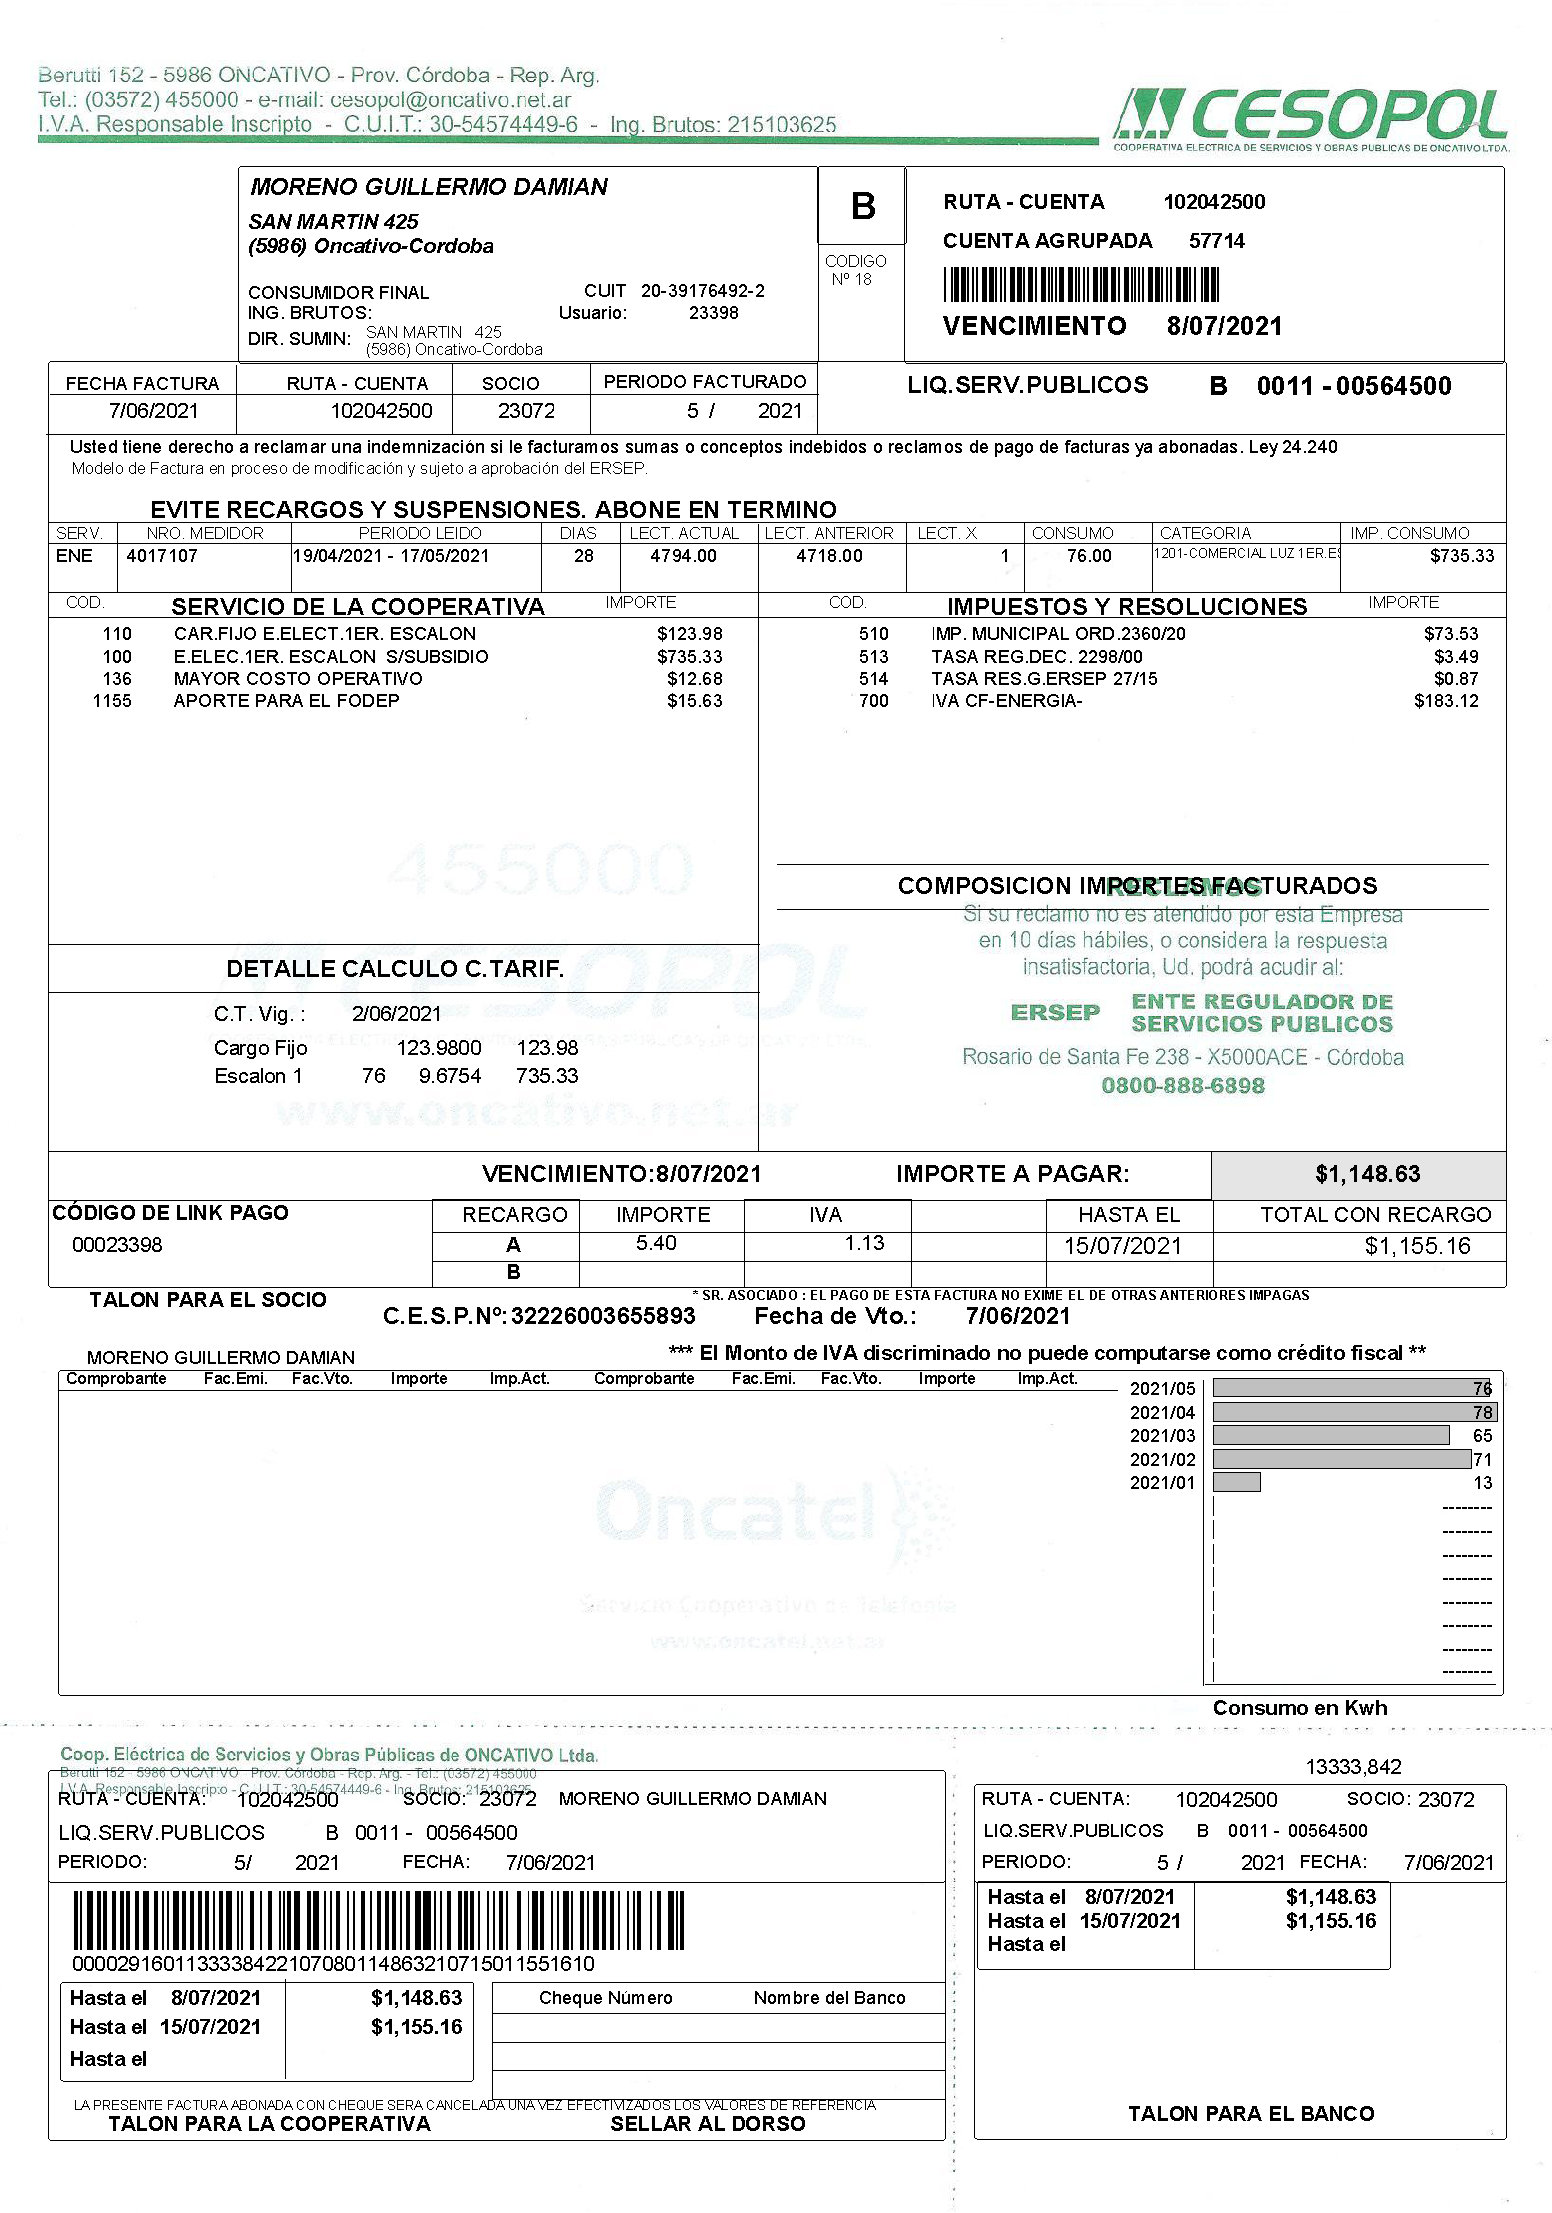 Berutti 152 - 5986 ONCATIVO - Prov. Córdoba - Rep. Arg.
Tel.: (03572) 455000 - e-mail: cesopol@oncativo.net.ar
I.V.A. Responsable Inscripto - C.U.I.T.: 30-54574449-6 - Ing. Brutos: 215103625
CESOPOL
COOPERATIVA ELECTRICA DE SERVICIOS Y OBRAS PUBLICAS DE ONCATIVO LTDA.
MORENO GUILLERMO DAMIAN
SAN MARTIN 425
(5986) Oncativo-Cordoba
CONSUMIDOR FINAL CUIT 20-39176492-2
ING. BRUTOS: Usuario: 23398
DIR. SUMIN: SAN MARTIN 425
(5986) Oncativo-Cordoba
B
CODIGO
Nº 18
RUTA - CUENTA 102042500
CUENTA AGRUPADA 57714
VENCIMIENTO 8/07/2021
FECHA FACTURA RUTA - CUENTA SOCIO PERIODO FACTURADO
7/06/2021 102042500 23072 5 / 2021
LIQ.SERV.PUBLICOS B 0011 - 00564500
Usted tiene derecho a reclamar una indemnización si le facturamos sumas o conceptos indebidos o reclamos de pago de facturas ya abonadas. Ley 24.240
Modelo de Factura en proceso de modificación y sujeto a aprobación del ERSEP.
EVITE RECARGOS Y SUSPENSIONES. ABONE EN TERMINO
SERV. NRO. MEDIDOR PERIODO LEIDO DIAS LECT. ACTUAL LECT. ANTERIOR LECT. X CONSUMO CATEGORIA IMP. CONSUMO
ENE 4017107 19/04/2021 - 17/05/2021 28 4794.00 4718.00 1 76.00 1201-COMERCIAL LUZ 1ER.ES $735.33
COD. SERVICIO DE LA COOPERATIVA IMPORTE
110 CAR.FIJO E.ELECT.1ER. ESCALON $123.98
100 E.ELEC.1ER. ESCALON S/SUBSIDIO $735.33
136 MAYOR COSTO OPERATIVO $12.68
1155 APORTE PARA EL FODEP $15.63
COD. IMPUESTOS Y RESOLUCIONES IMPORTE
510 IMP. MUNICIPAL ORD.2360/20 $73.53
513 TASA REG.DEC. 2298/00 $3.49
514 TASA RES.G.ERSEP 27/15 $0.87
700 IVA CF-ENERGIA- $183.12
455000
CESOPOL
www.oncativo.net.ar
DETALLE CALCULO C.TARIF.
C.T. Vig. : 2/06/2021
Cargo Fijo 123.9800 123.98
Escalon 1 76 9.6754 735.33
COMPOSICION IMPORTES FACTURADOS
RECLAMOS
Si su reclamo no es atendido por esta Empresa
en 10 días hábiles, o considera la respuesta
insatisfactoria, Ud. podrá acudir al:
ERSEP ENTE REGULADOR DE
SERVICIOS PUBLICOS
Rosario de Santa Fe 238 - X5000ACE - Córdoba
0800-888-6898
VENCIMIENTO:8/07/2021 IMPORTE A PAGAR: $1,148.63
CÓDIGO DE LINK PAGO
00023398
RECARGO IMPORTE IVA HASTA EL TOTAL CON RECARGO
A 5.40 1.13 15/07/2021 $1,155.16
B
TALON PARA EL SOCIO
* SR. ASOCIADO : EL PAGO DE ESTA FACTURA NO EXIME EL DE OTRAS ANTERIORES IMPAGAS
C.E.S.P.Nº: 32226003655893 Fecha de Vto.: 7/06/2021
MORENO GUILLERMO DAMIAN
*** El Monto de IVA discriminado no puede computarse como crédito fiscal **
Comprobante Fac.Emi. Fac.Vto. Importe Imp.Act. Comprobante Fac.Emi. Fac.Vto. Importe Imp.Act.
2021/05 76
2021/04 78
2021/03 65
2021/02 71
2021/01 13
--------
--------
--------
--------
--------
--------
--------
--------
Oncatel
Servicio Cooperativo de Telefonía
www.oncatel.net.ar
Consumo en Kwh
Coop. Eléctrica de Servicios y Obras Públicas de ONCATIVO Ltda.
Berutti 152 - 5986 ONCATIVO - Prov. Córdoba - Rep. Arg. - Tel.: (03572) 455000
I.V.A. Responsable Inscripto - C.U.I.T.: 30-54574449-6 - Ing. Brutos: 215103625
RUTA - CUENTA: 102042500 SOCIO: 23072 MORENO GUILLERMO DAMIAN
LIQ.SERV.PUBLICOS B 0011 - 00564500
PERIODO: 5/ 2021 FECHA: 7/06/2021
0000291601133338422107080114863210715011551610
Hasta el 8/07/2021 $1,148.63
Hasta el 15/07/2021 $1,155.16
Hasta el
Cheque Número Nombre del Banco
LA PRESENTE FACTURA ABONADA CON CHEQUE SERA CANCELADA UNA VEZ EFECTIVIZADOS LOS VALORES DE REFERENCIA
TALON PARA LA COOPERATIVA SELLAR AL DORSO
13333,842
RUTA - CUENTA: 102042500 SOCIO: 23072
LIQ.SERV.PUBLICOS B 0011 - 00564500
PERIODO: 5 / 2021 FECHA: 7/06/2021
Hasta el 8/07/2021 $1,148.63
Hasta el 15/07/2021 $1,155.16
Hasta el
TALON PARA EL BANCO